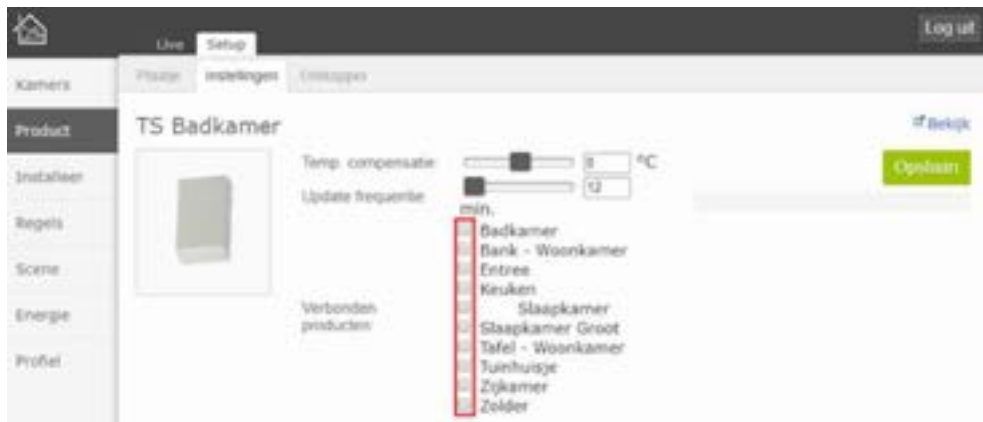 Log uit
Live Setup
Plaatje Instellingen Ontkoppel
Kamers
Product
Installeer
Regels
Scene
Energie
Profiel
TS Badkamer
Bekijk
Opslaan
Temp. compensatie 0 °C
Update frequentie 12
min.
Verbonden
producten
Badkamer
Bank - Woonkamer
Entree
Keuken
Slaapkamer
Slaapkamer Groot
Tafel - Woonkamer
Tuinhuisje
Zijkamer
Zolder